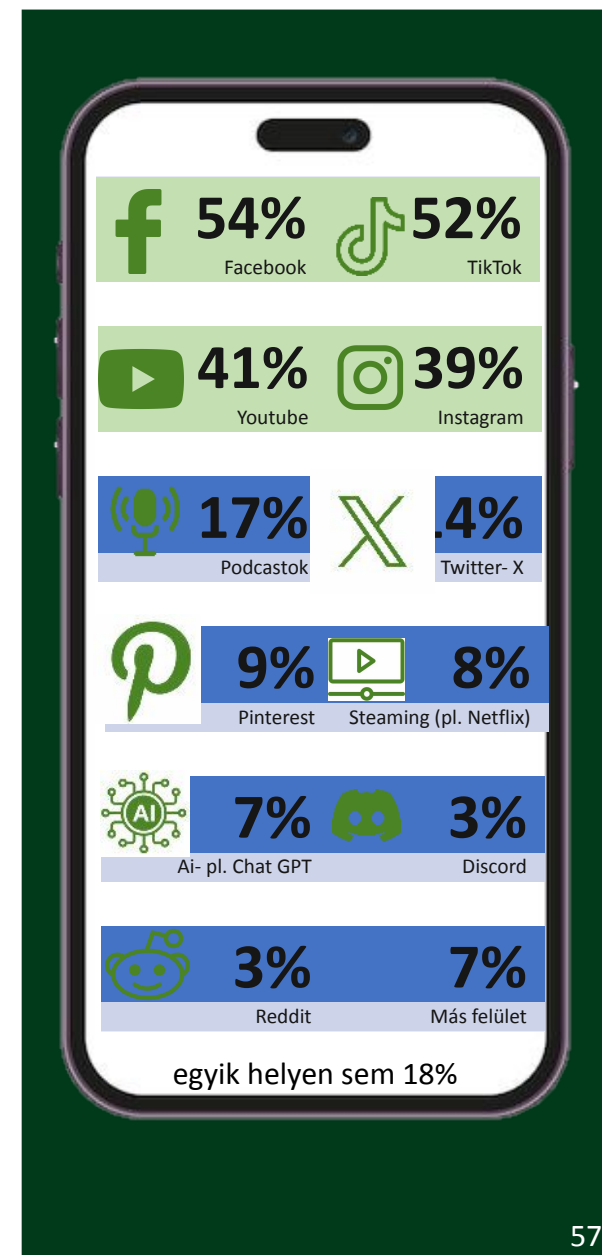 54% 52%
Facebook TikTok
41% 39%
Youtube Instagram
17% .4%
Podcastok Twitter- X
9% 8%
Pinterest Steaming (pl. Netflix)
AI
7% 3%
Ai- pl. Chat GPT Discord
3% 7%
Reddit Más felület
egyik helyen sem 18%
57